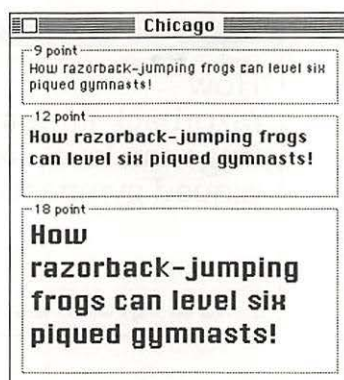 Chicago
9 point
How razorback-jumping frogs can level six
piqued gymnasts!
12 point
How razorback-jumping frogs
can level six piqued gymnasts!
18 point
How
razorback-jumping
frogs can level six
piqued gymnasts!